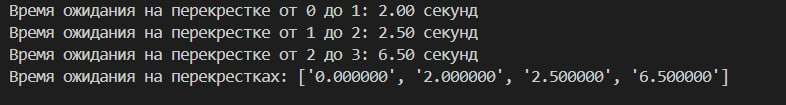 Время ожидания на перекрестке от 0 до 1: 2.00 секунд
Время ожидания на перекрестке от 1 до 2: 2.50 секунд
Время ожидания на перекрестке от 2 до 3: 6.50 секунд
Время ожидания на перекрестках: ['0.000000', '2.000000', '2.500000', '6.500000']